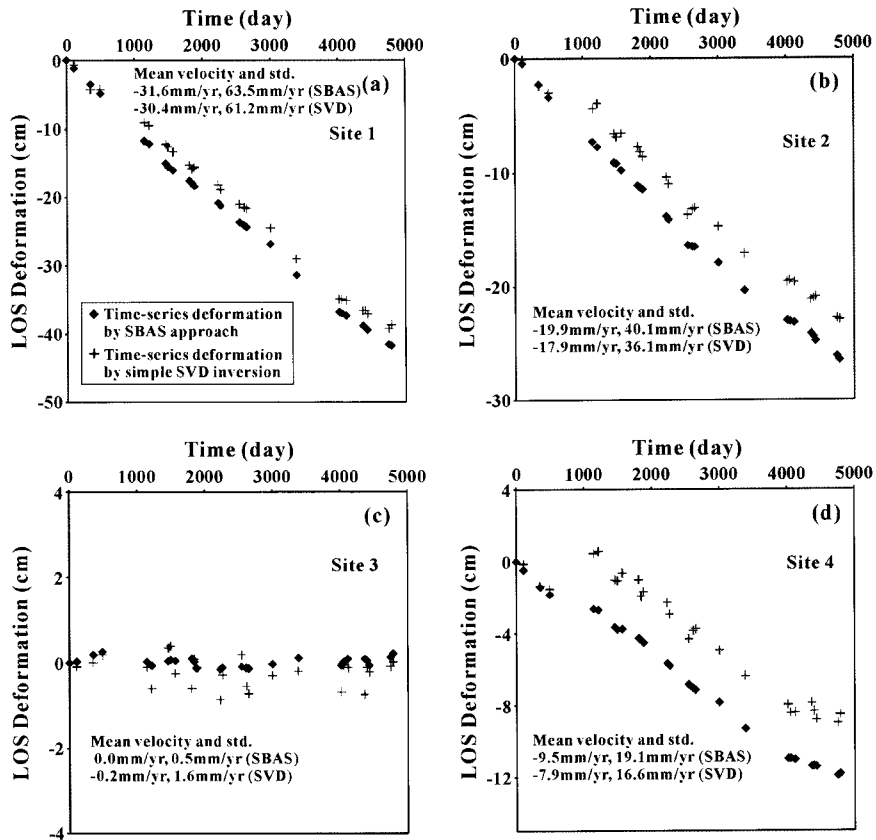 Time (day)
0 1000 2000 3000 4000 5000
0
-10
-20
-30
-40
-50
LOS Deformation (cm)
Mean velocity and std.
-31.6mm/yr, 63.5mm/yr (SBAS)
-30.4mm/yr, 61.2mm/yr (SVD)
(a)
Site 1
Time-series deformation
by SBAS approach
Time-series deformation
by simple SVD inversion
Time (day)
0 1000 2000 3000 4000 5000
0
-10
-20
-30
LOS Deformation (cm)
(b)
Site 2
Mean velocity and std.
-19.9mm/yr, 40.1mm/yr (SBAS)
-17.9mm/yr, 36.1mm/yr (SVD)
Time (day)
0 1000 2000 3000 4000 5000
4
2
0
-2
-4
LOS Deformation (cm)
(c)
Site 3
Mean velocity and std.
0.0mm/yr, 0.5mm/yr (SBAS)
-0.2mm/yr, 1.6mm/yr (SVD)
Time (day)
0 1000 2000 3000 4000 5000
4
0
-4
-8
-12
LOS Deformation (cm)
(d)
Site 4
Mean velocity and std.
-9.5mm/yr, 19.1mm/yr (SBAS)
-7.9mm/yr, 16.6mm/yr (SVD)